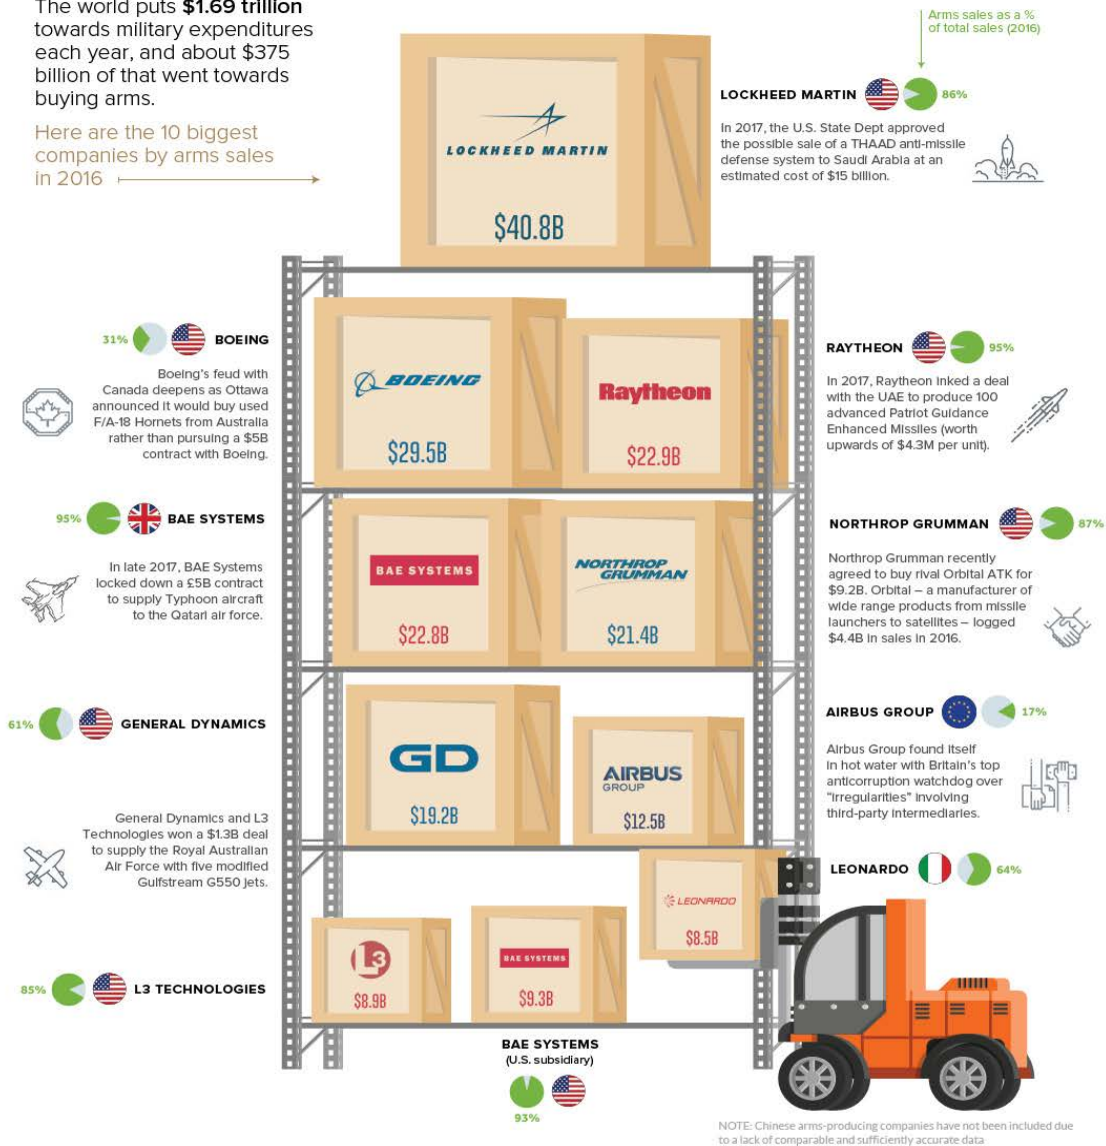 The world puts $1.69 trillion
towards military expenditures
each year, and about $375
billion of that went towards
buying arms.
Here are the 10 biggest
companies by arms sales
in 2016
Arms sales as a %
of total sales (2016)
LOCKHEED MARTIN
$40.8B
LOCKHEED MARTIN
86%
In 2017, the U.S. State Dept approved
the possible sale of a THAAD anti-missile
defense system to Saudi Arabia at an
estimated cost of $15 billion.
31%
BOEING
Boeing's feud with
Canada deepens as Ottawa
announced it would buy used
F/A-18 Hornets from Australia
rather than pursuing a $5B
contract with Boeing.
BOEING
$29.5B
Raytheon
$22.9B
RAYTHEON
95%
In 2017, Raytheon inked a deal
with the UAE to produce 100
advanced Patriot Guidance
Enhanced Missiles (worth
upwards of $4.3M per unit).
95%
BAE SYSTEMS
In late 2017, BAE Systems
locked down a £5B contract
to supply Typhoon aircraft
to the Qatari air force.
BAE SYSTEMS
$22.8B
NORTHROP
GRUMMAN
$21.4B
NORTHROP GRUMMAN
87%
Northrop Grumman recently
agreed to buy rival Orbital ATK for
$9.2B. Orbital – a manufacturer of
wide range products from missile
launchers to satellites – logged
$4.4B in sales in 2016.
61%
GENERAL DYNAMICS
General Dynamics and L3
Technologies won a $1.3B deal
to supply the Royal Australian
Air Force with five modified
Gulfstream G550 jets.
GD
$19.2B
AIRBUS
GROUP
$12.5B
AIRBUS GROUP
17%
Airbus Group found itself
in hot water with Britain's top
anticorruption watchdog over
"irregularities" involving
third-party intermediaries.
LEONARDO
64%
LEONARDO
$8.5B
85%
L3 TECHNOLOGIES
L3
$8.9B
BAE SYSTEMS
$9.3B
BAE SYSTEMS
(U.S. subsidiary)
93%
NOTE: Chinese arms-producing companies have not been included due
to a lack of comparable and sufficiently accurate data